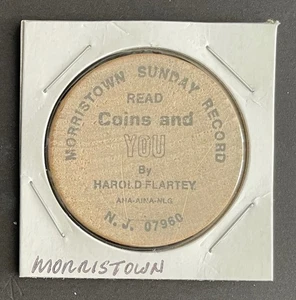 MORRISTOWN SUNDAY RECORD
READ
Coins and
YOU
By
HAROLD FLARTEY
ANA-AINA-NLG
N. J. 07960
MORRISTOWN